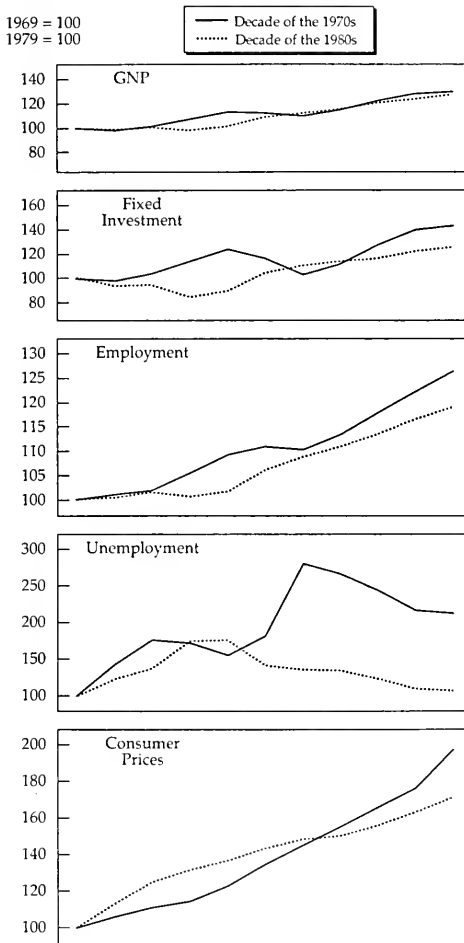 1969 = 100
1979 = 100
Decade of the 1970s
Decade of the 1980s
GNP
140
120
100
80
Fixed
Investment
160
140
120
100
80
Employment
130
125
120
115
110
105
100
Unemployment
300
250
200
150
100
Consumer
Prices
200
180
160
140
120
100